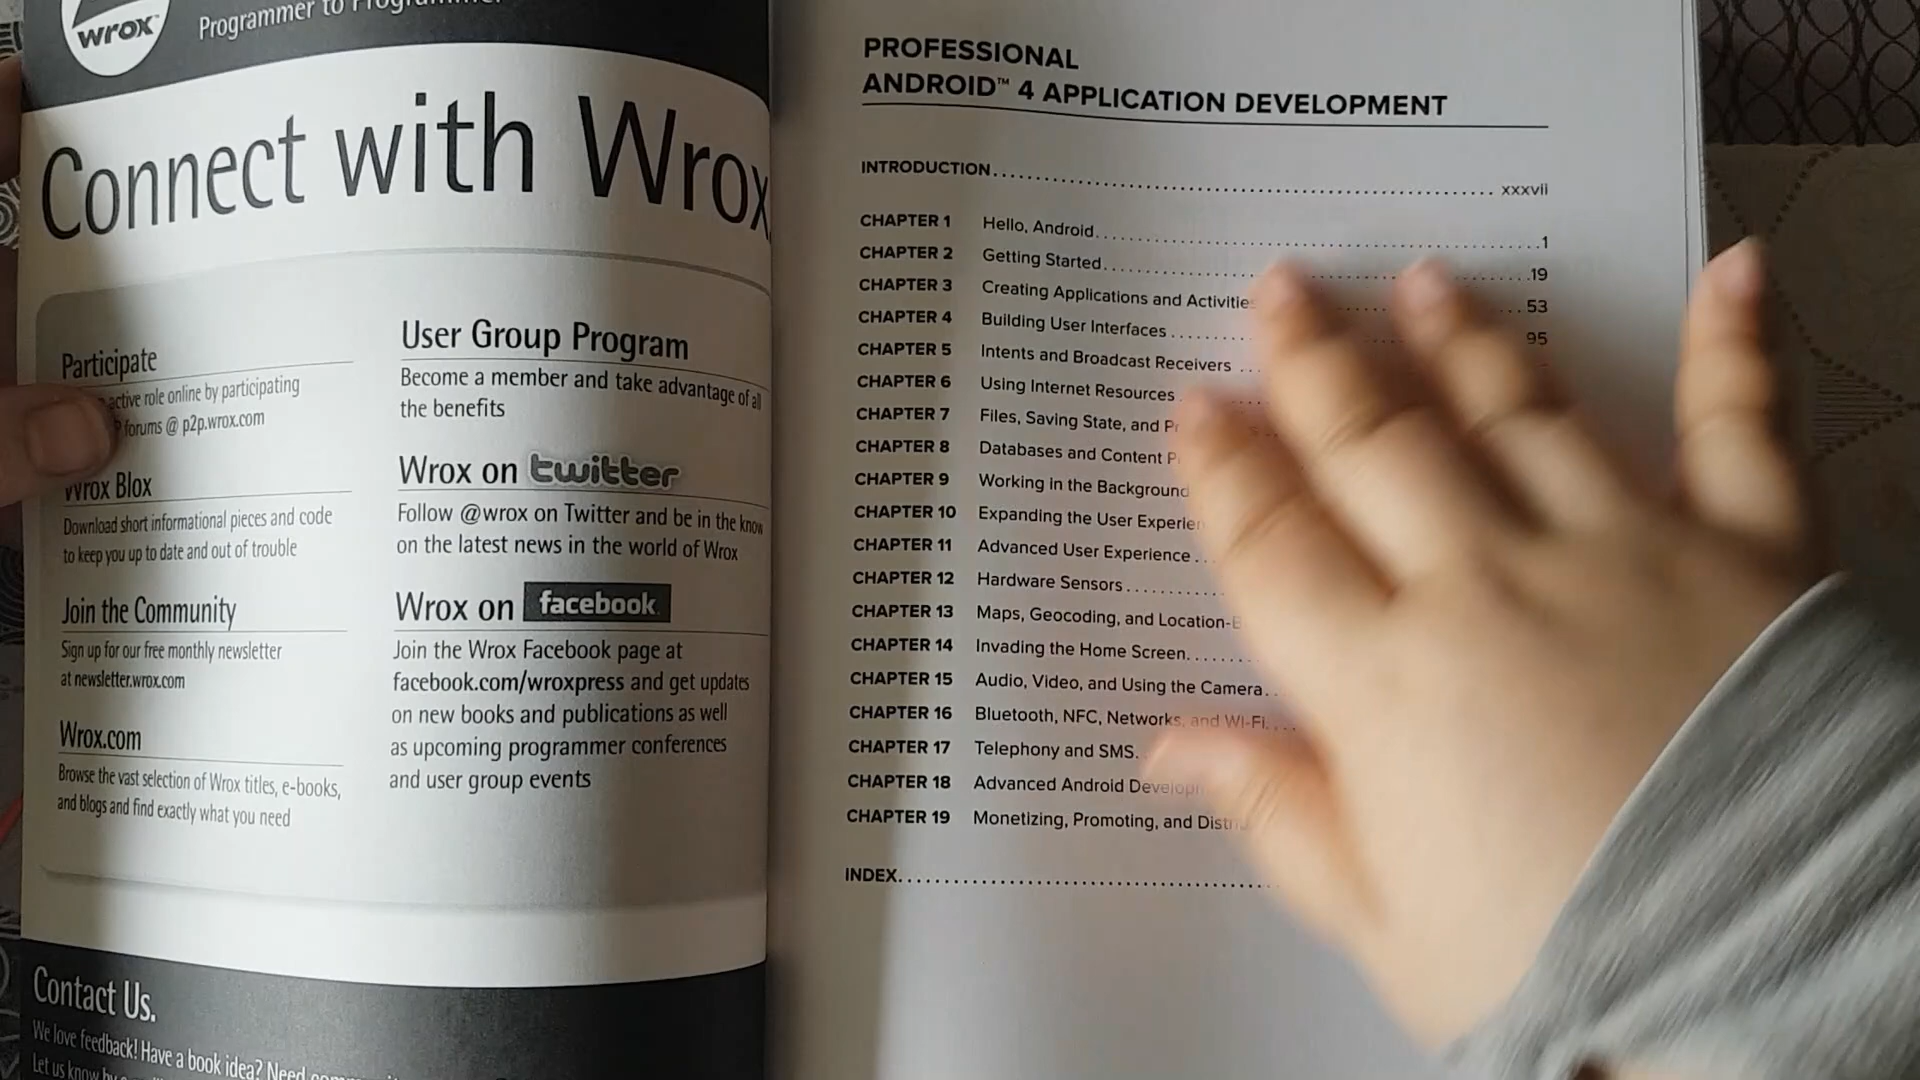 wrox
Programmer to
Connect with Wrox
Participate
active role online by participating
forums @ p2p.wrox.com
Wrox Blox
Download short informational pieces and code
to keep you up to date and out of trouble
Join the Community
Sign up for our free monthly newsletter
at newsletter.wrox.com
Wrox.com
Browse the vast selection of Wrox titles, e-books,
and blogs and find exactly what you need
User Group Program
Become a member and take advantage of all
the benefits
Wrox on twitter
Follow @wrox on Twitter and be in the know
on the latest news in the world of Wrox
Wrox on facebook
Join the Wrox Facebook page at
facebook.com/wroxpress and get updates
on new books and publications as well
as upcoming programmer conferences
and user group events
Contact Us.
We love feedback! Have a book idea? Need
Let us know by
PROFESSIONAL
ANDROID™ 4 APPLICATION DEVELOPMENT
INTRODUCTION xxxvii
CHAPTER 1 Hello, Android 1
CHAPTER 2 Getting Started 19
CHAPTER 3 Creating Applications and Activities 53
CHAPTER 4 Building User Interfaces 95
CHAPTER 5 Intents and Broadcast Receivers
CHAPTER 6 Using Internet Resources
CHAPTER 7 Files, Saving State, and
CHAPTER 8 Databases and Content
CHAPTER 9 Working in the Background
CHAPTER 10 Expanding the User
CHAPTER 11 Advanced User Experience
CHAPTER 12 Hardware Sensors
CHAPTER 13 Maps, Geocoding, and
CHAPTER 14 Invading the Home Screen
CHAPTER 15 Audio, Video, and Using the Camera
CHAPTER 16 Bluetooth, NFC, Networks, and Wi-Fi
CHAPTER 17 Telephony and SMS
CHAPTER 18 Advanced Android
CHAPTER 19 Monetizing, Promoting, and
INDEX